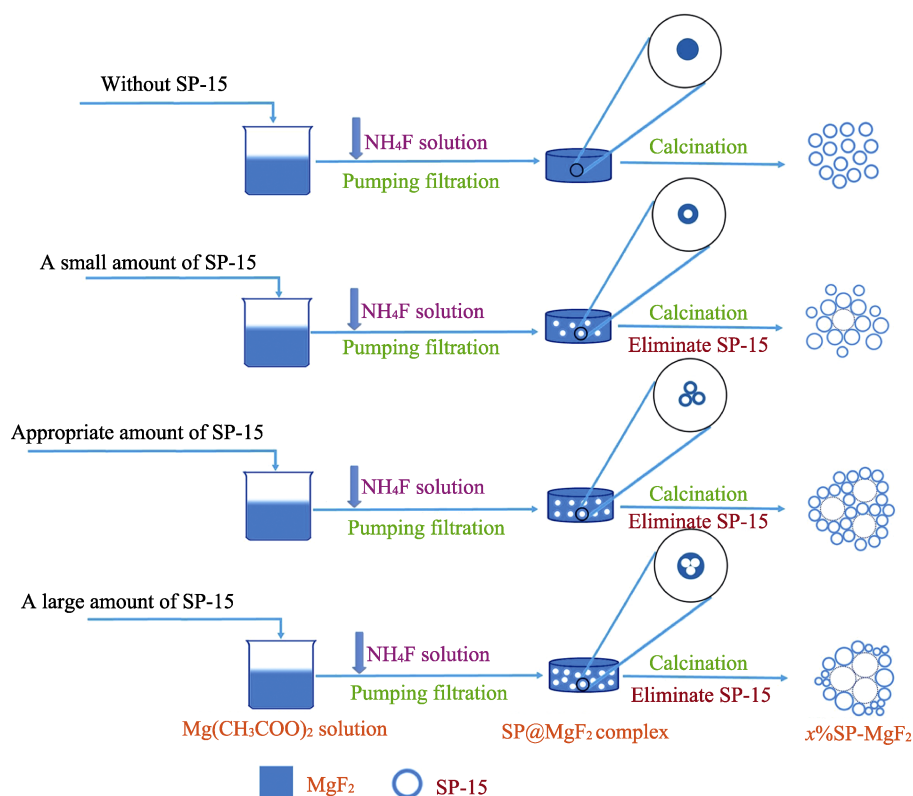 Without SP-15
NH₄F solution
Pumping filtration
Calcination
A small amount of SP-15
NH₄F solution
Pumping filtration
Calcination
Eliminate SP-15
Appropriate amount of SP-15
NH₄F solution
Pumping filtration
Calcination
Eliminate SP-15
A large amount of SP-15
NH₄F solution
Pumping filtration
Calcination
Eliminate SP-15
Mg(CH₃COO)₂ solution
SP@MgF₂ complex
x%SP-MgF₂
MgF₂
SP-15